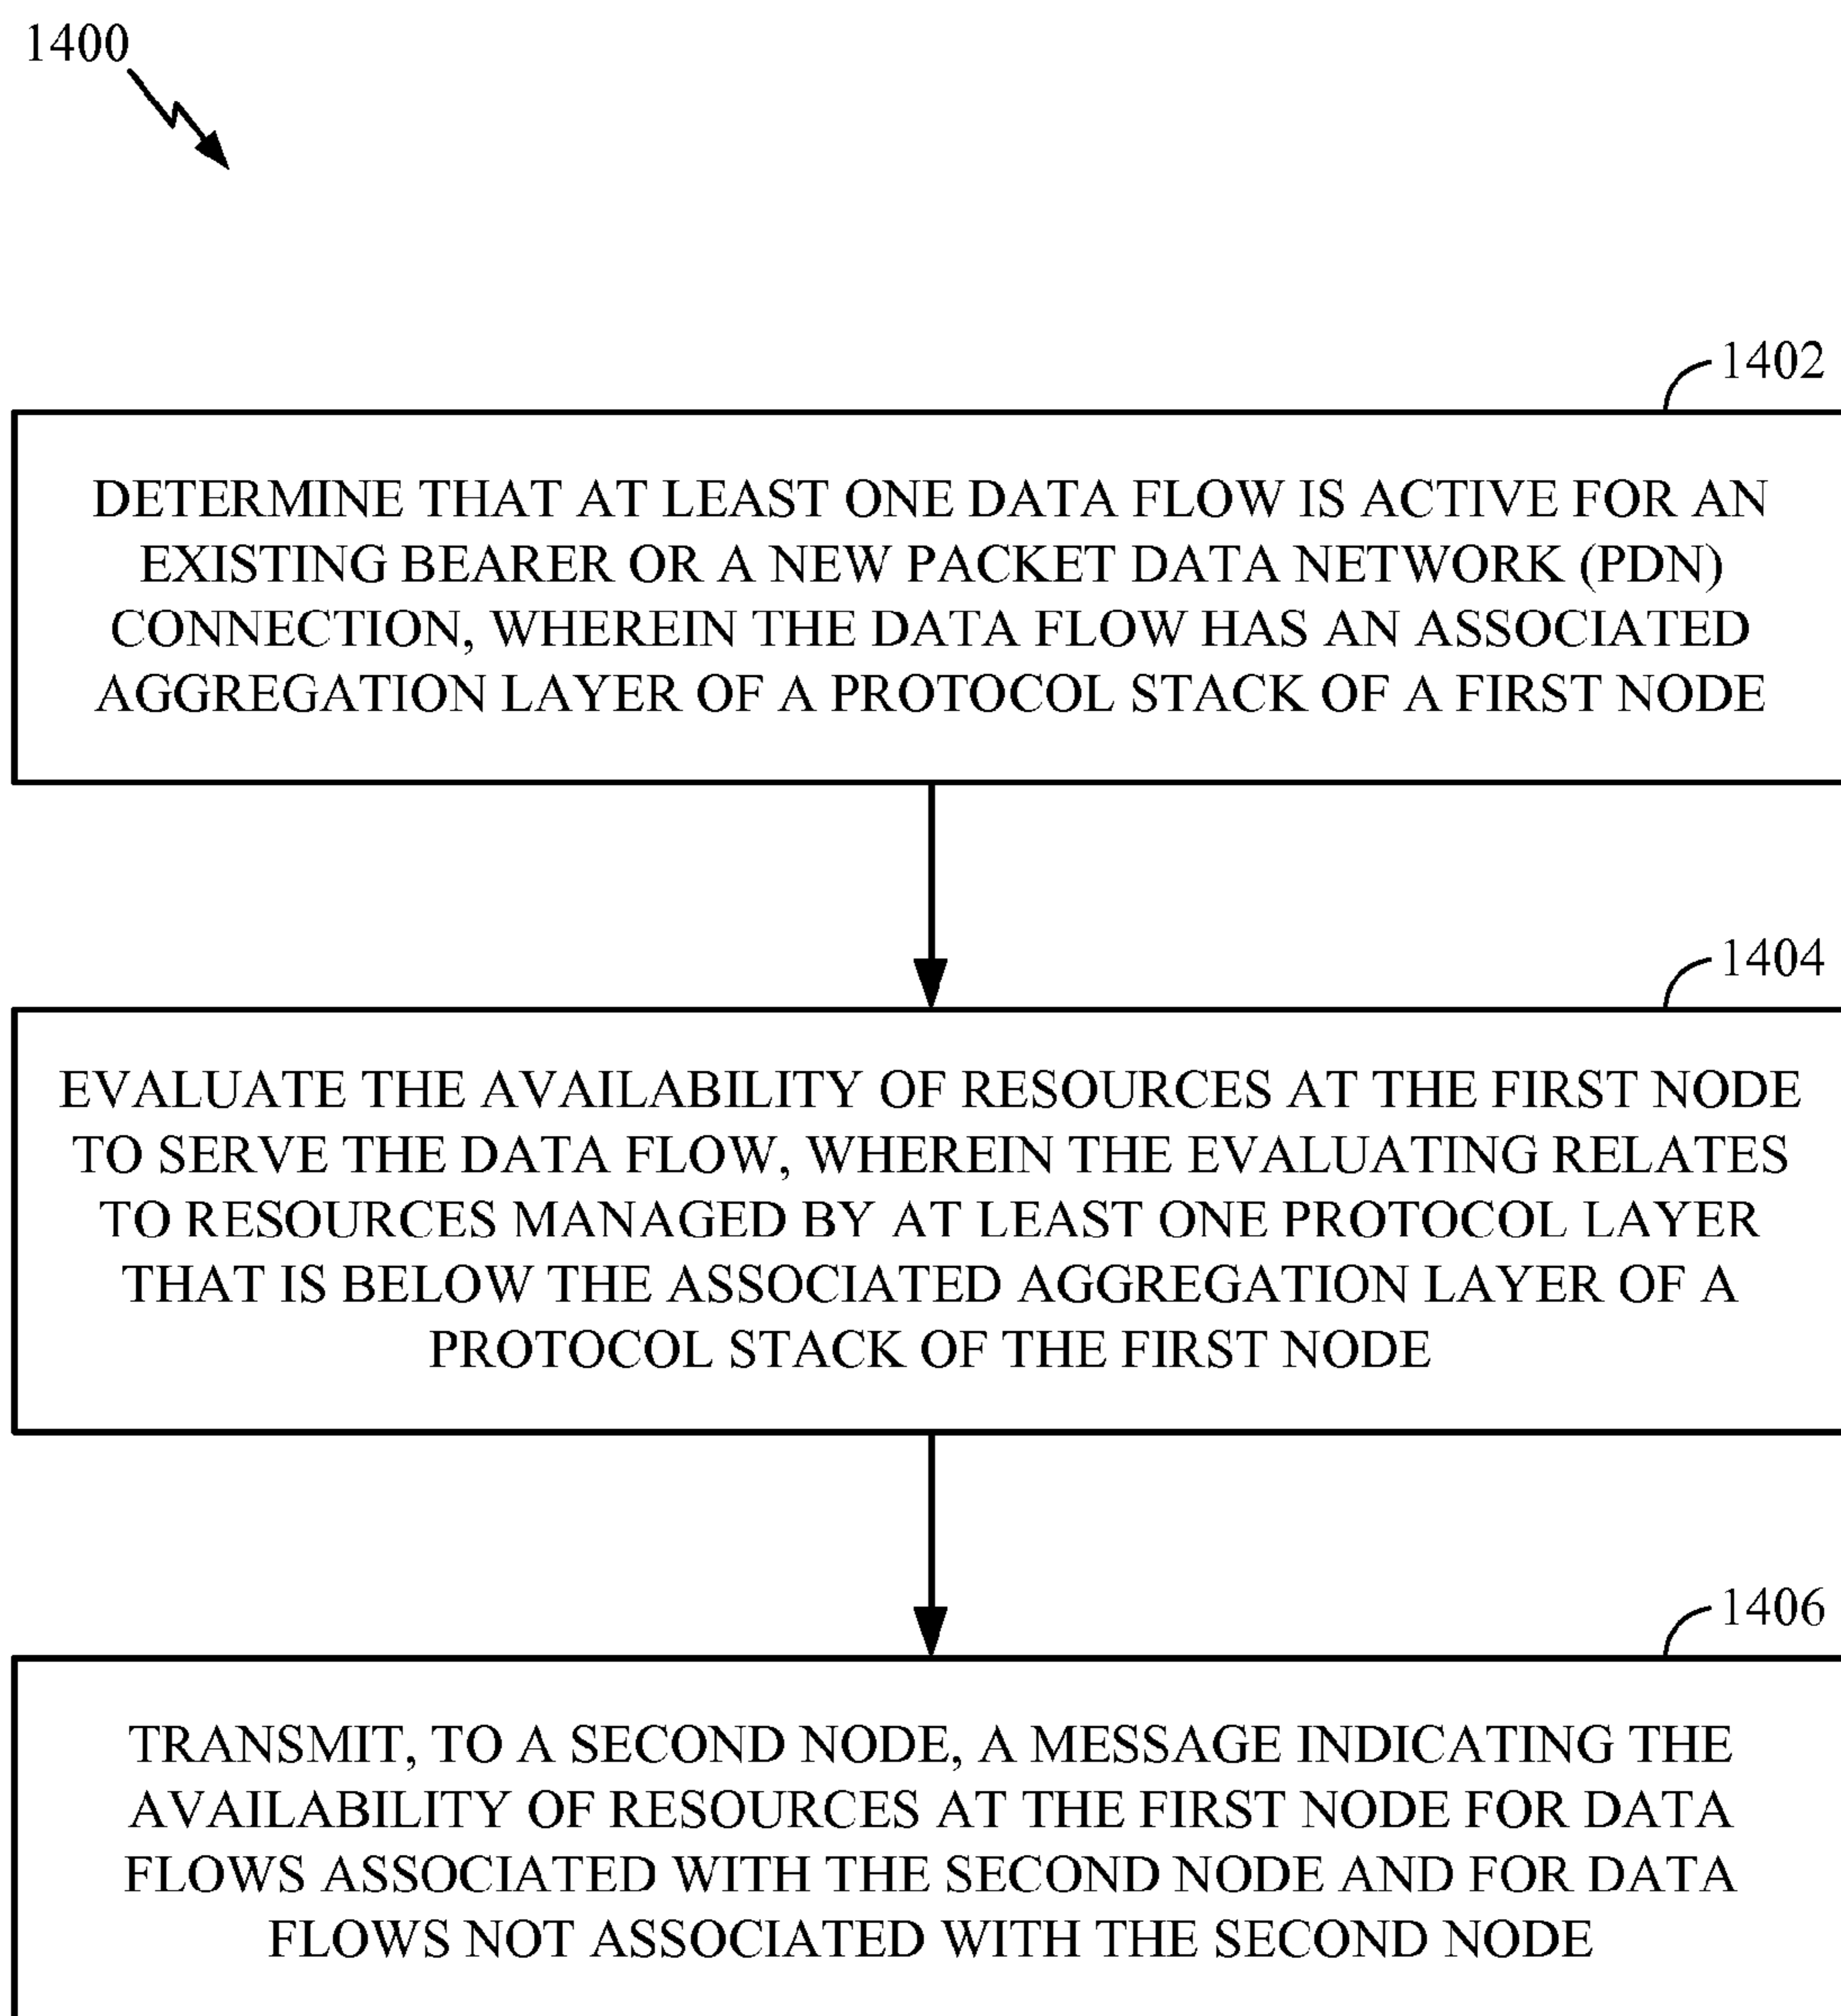 1400
1402
DETERMINE THAT AT LEAST ONE DATA FLOW IS ACTIVE FOR AN
EXISTING BEARER OR A NEW PACKET DATA NETWORK (PDN)
CONNECTION, WHEREIN THE DATA FLOW HAS AN ASSOCIATED
AGGREGATION LAYER OF A PROTOCOL STACK OF A FIRST NODE
1404
EVALUATE THE AVAILABILITY OF RESOURCES AT THE FIRST NODE
TO SERVE THE DATA FLOW, WHEREIN THE EVALUATING RELATES
TO RESOURCES MANAGED BY AT LEAST ONE PROTOCOL LAYER
THAT IS BELOW THE ASSOCIATED AGGREGATION LAYER OF A
PROTOCOL STACK OF THE FIRST NODE
1406
TRANSMIT, TO A SECOND NODE, A MESSAGE INDICATING THE
AVAILABILITY OF RESOURCES AT THE FIRST NODE FOR DATA
FLOWS ASSOCIATED WITH THE SECOND NODE AND FOR DATA
FLOWS NOT ASSOCIATED WITH THE SECOND NODE